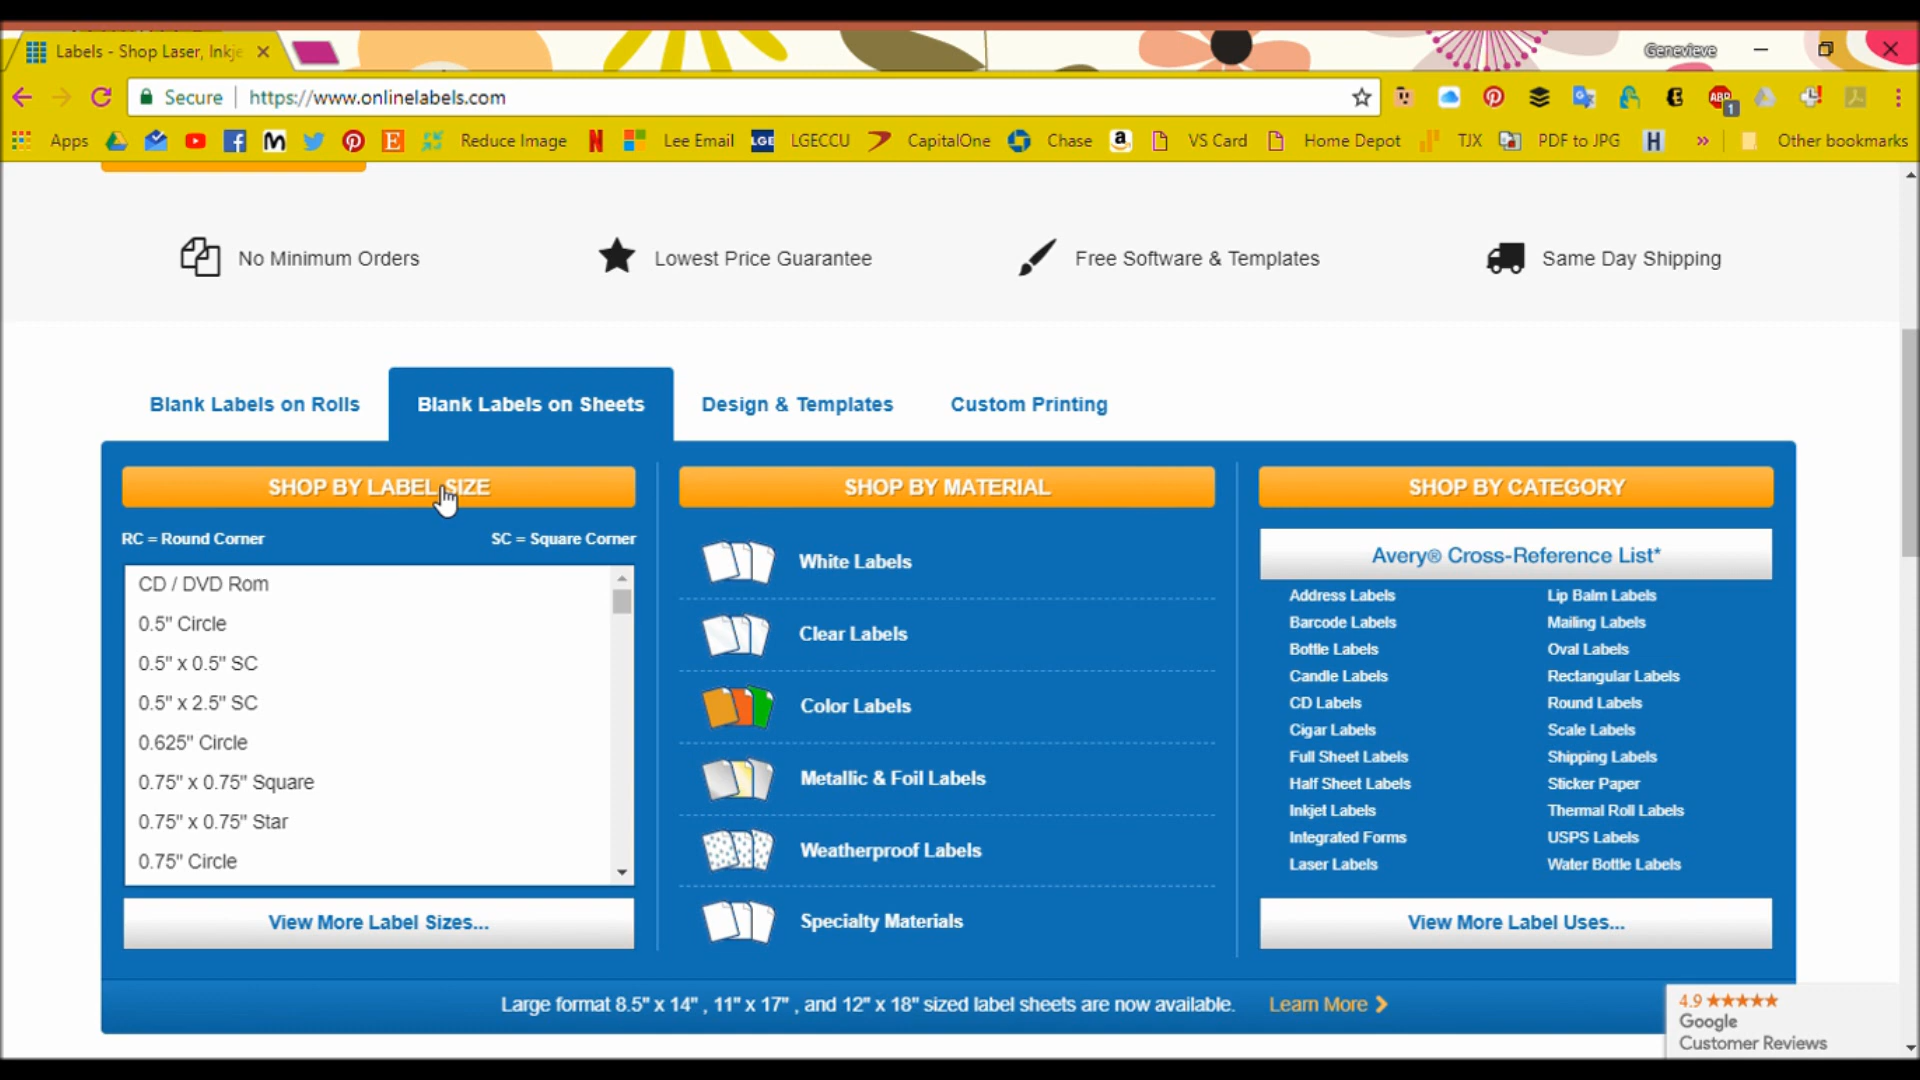 Labels - Shop Laser, Inkje
Genevieve
Secure
https://www.onlinelabels.com
ABP
1
Apps
Reduce Image
Lee Email
LGE
LGECCU
CapitalOne
Chase
VS Card
Home Depot
TJX
PDF to JPG
Other bookmarks
No Minimum Orders
Lowest Price Guarantee
Free Software & Templates
Same Day Shipping
Blank Labels on Rolls
Blank Labels on Sheets
Design & Templates
Custom Printing
SHOP BY LABEL SIZE
RC = Round Corner
SC = Square Corner
CD / DVD Rom
0.5" Circle
0.5" x 0.5" SC
0.5" x 2.5" SC
0.625" Circle
0.75" x 0.75" Square
0.75" x 0.75" Star
0.75" Circle
View More Label Sizes...
SHOP BY MATERIAL
White Labels
Clear Labels
Color Labels
Metallic & Foil Labels
Weatherproof Labels
Specialty Materials
SHOP BY CATEGORY
Avery® Cross-Reference List*
Address Labels
Barcode Labels
Bottle Labels
Candle Labels
CD Labels
Cigar Labels
Full Sheet Labels
Half Sheet Labels
Inkjet Labels
Integrated Forms
Laser Labels
Lip Balm Labels
Mailing Labels
Oval Labels
Rectangular Labels
Round Labels
Scale Labels
Shipping Labels
Sticker Paper
Thermal Roll Labels
USPS Labels
Water Bottle Labels
View More Label Uses...
Large format 8.5" x 14" , 11" x 17" , and 12" x 18" sized label sheets are now available.
Learn More
4.9 ★★★★★
Google
Customer Reviews